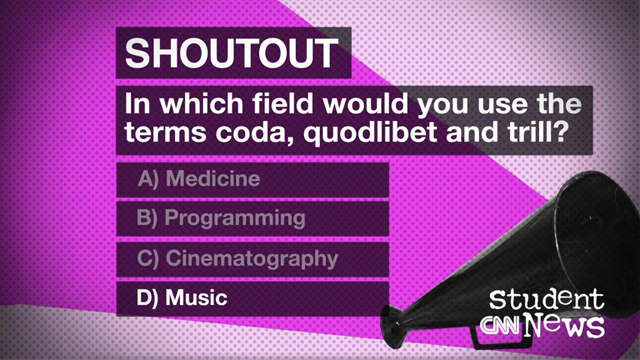 SHOUTOUT
In which field would you use the
terms coda, quodlibet and trill?
A) Medicine
B) Programming
C) Cinematography
D) Music
student
CNN News